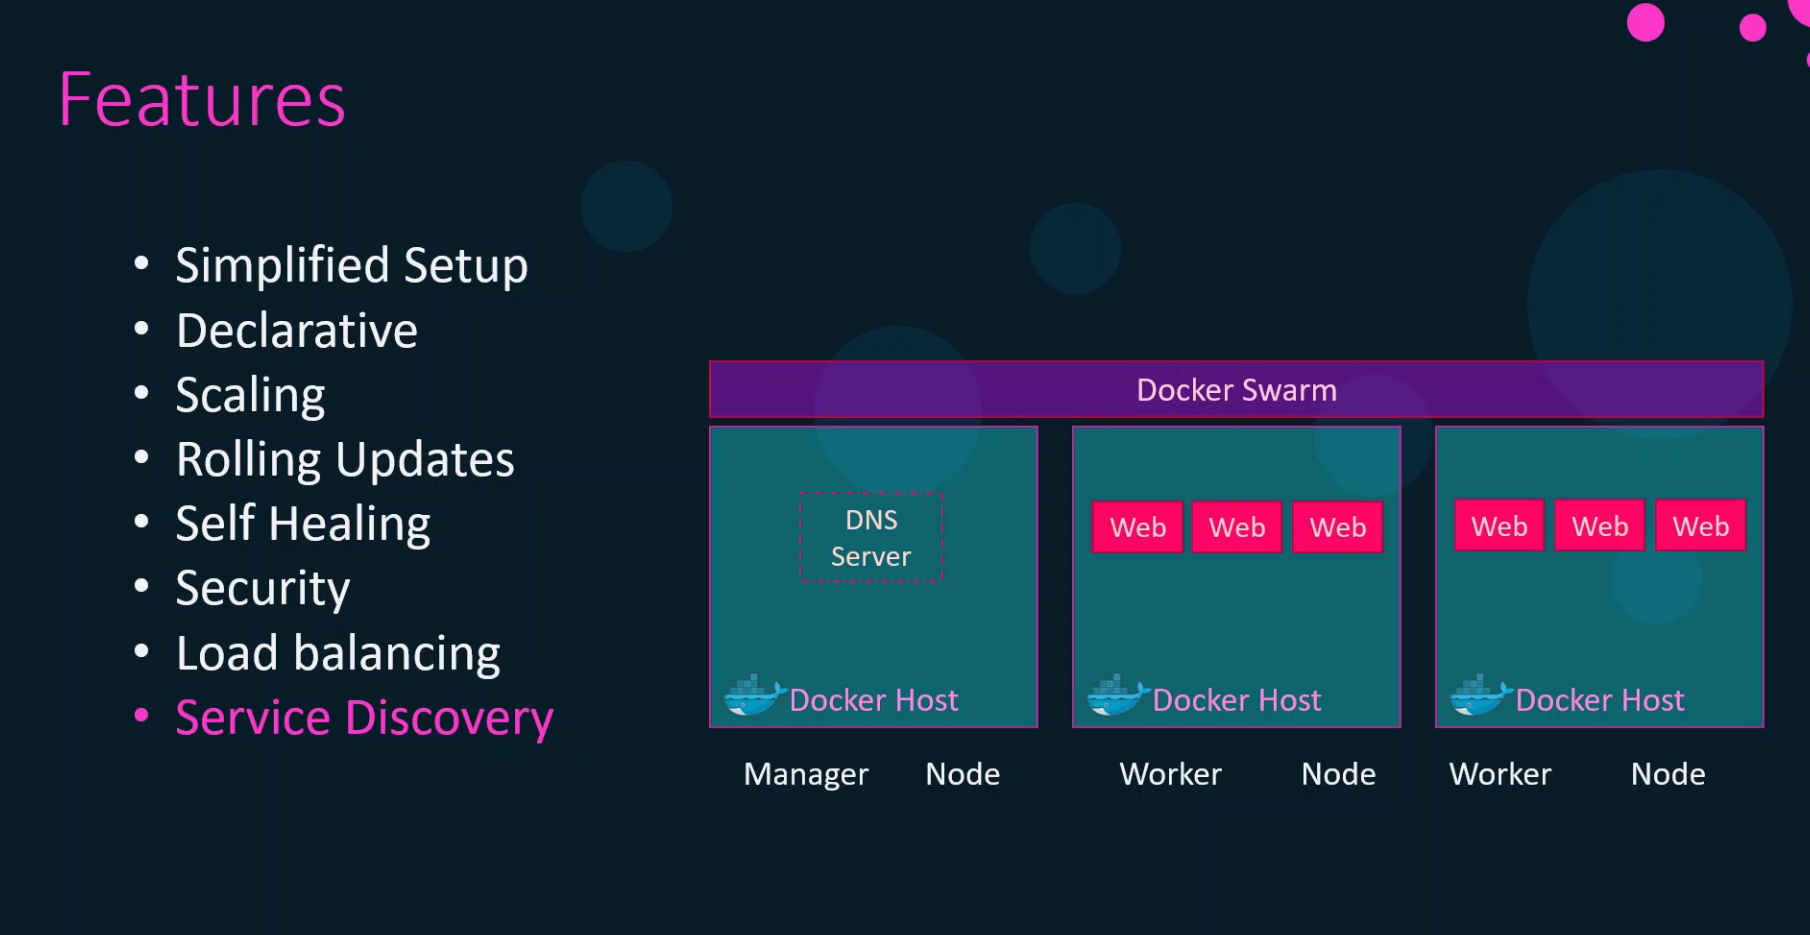 Features
• Simplified Setup
• Declarative
• Scaling
• Rolling Updates
• Self Healing
• Security
• Load balancing
• Service Discovery
Docker Swarm
DNS
Server
Docker Host
Manager Node
Web Web Web
Docker Host
Worker Node
Web Web Web
Docker Host
Worker Node